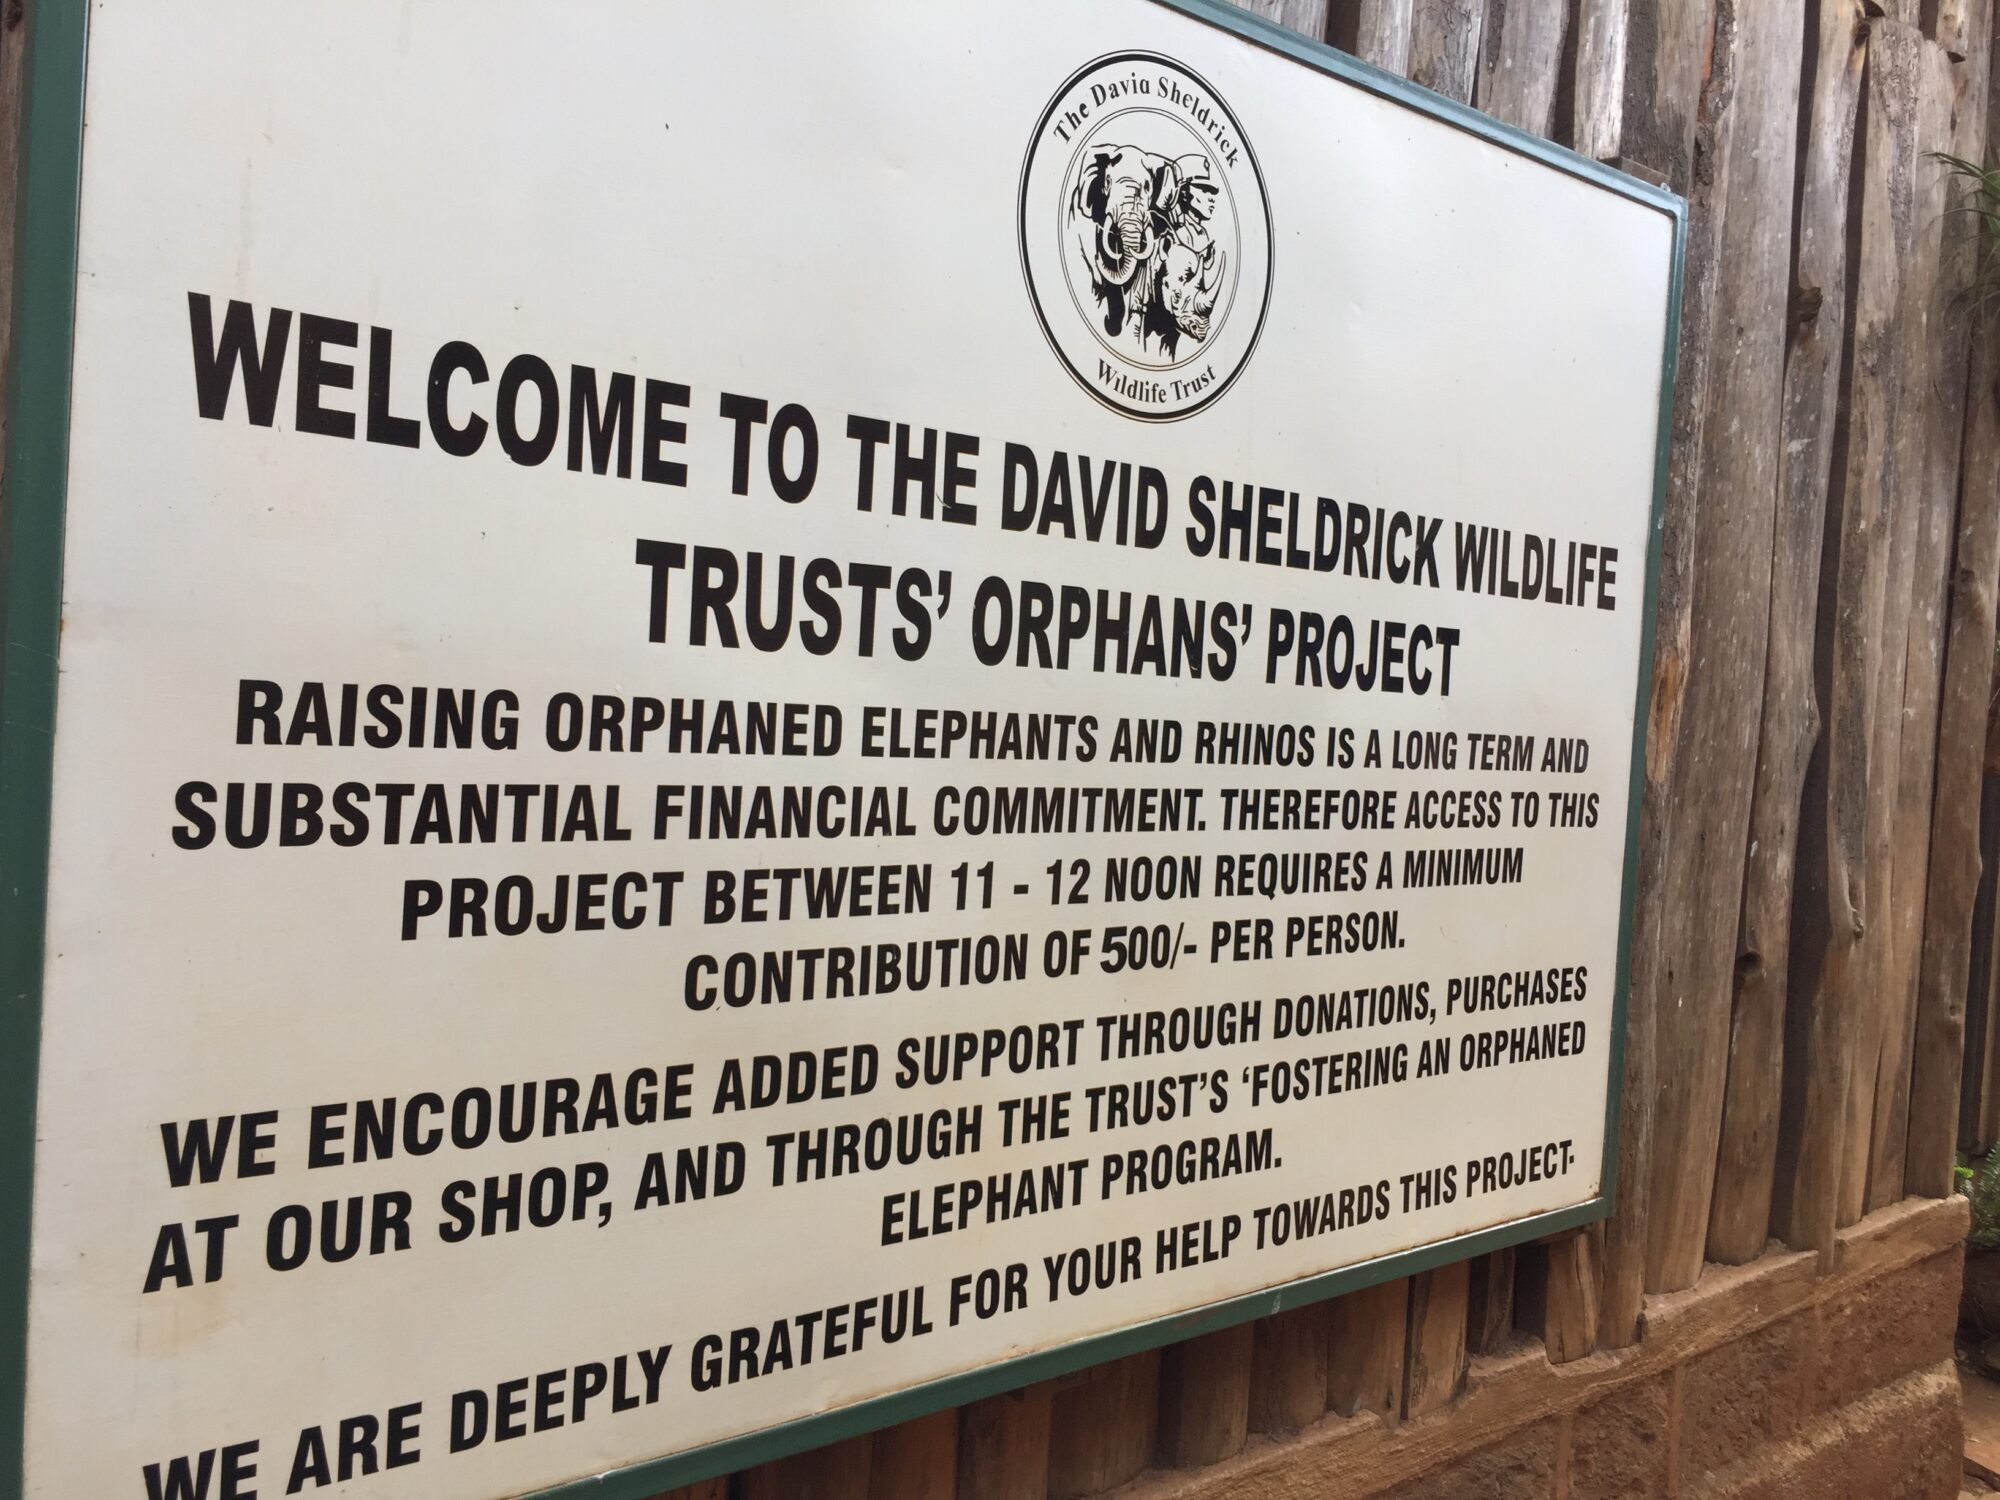 The David Sheldrick
Wildlife Trust
WELCOME TO THE DAVID SHELDRICK WILDLIFE
TRUSTS' ORPHANS' PROJECT
RAISING ORPHANED ELEPHANTS AND RHINOS IS A LONG TERM AND
SUBSTANTIAL FINANCIAL COMMITMENT. THEREFORE ACCESS TO THIS
PROJECT BETWEEN 11 - 12 NOON REQUIRES A MINIMUM
CONTRIBUTION OF 500/- PER PERSON.
WE ENCOURAGE ADDED SUPPORT THROUGH DONATIONS, PURCHASES
AT OUR SHOP, AND THROUGH THE TRUST'S 'FOSTERING AN ORPHANED
ELEPHANT PROGRAM.
WE ARE DEEPLY GRATEFUL FOR YOUR HELP TOWARDS THIS PROJECT.